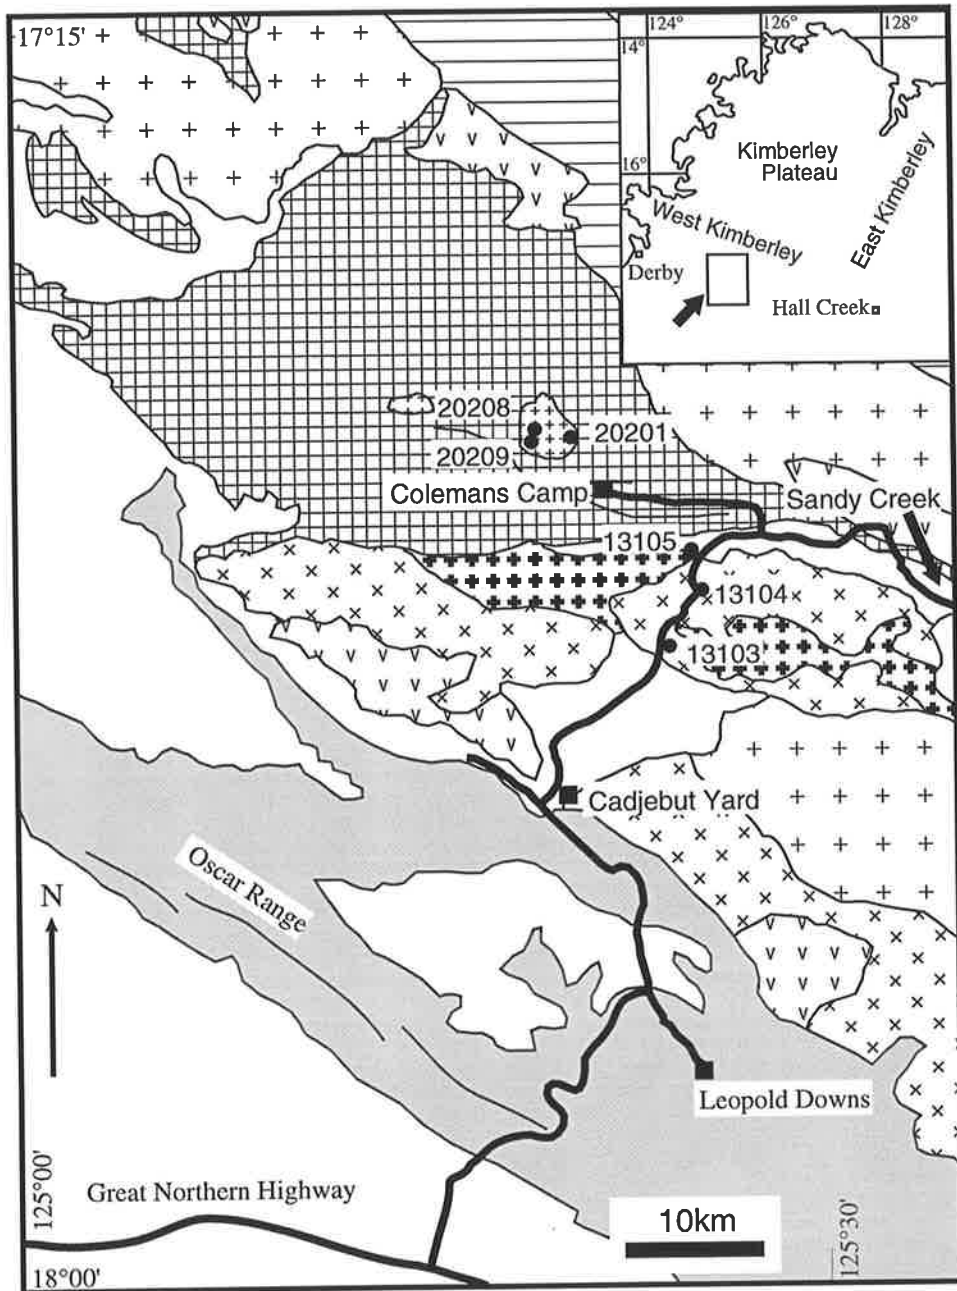 17°15'
124°
126°
128°
14°
16°
Kimberley
Plateau
West Kimberley
East Kimberley
Derby
Hall Creek
20208
20201
20209
Colemans Camp
Sandy Creek
13105
13104
13103
Cadjebut Yard
Oscar Range
N
Leopold Downs
125°00'
Great Northern Highway
10km
125°30'
18°00'